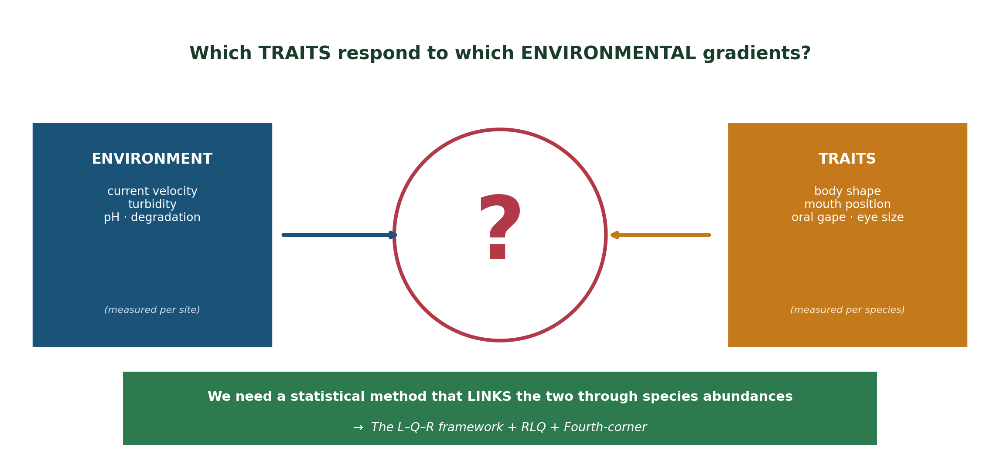 Which TRAITS respond to which ENVIRONMENTAL gradients?
ENVIRONMENT
current velocity
turbidity
pH · degradation
(measured per site)
?
TRAITS
body shape
mouth position
oral gape · eye size
(measured per species)
We need a statistical method that LINKS the two through species abundances
→ The L–Q–R framework + RLQ + Fourth-corner